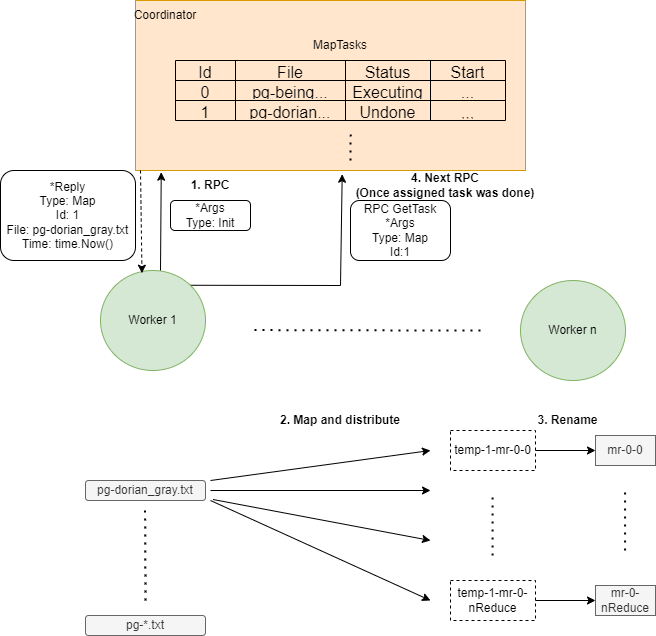 Coordinator
MapTasks
Id File Status Start
0 pg-being... Executing ...
1 pg-dorian... Undone ...
*Reply
Type: Map
Id: 1
File: pg-dorian_gray.txt
Time: time.Now()
1. RPC
*Args
Type: Init
4. Next RPC
(Once assigned task was done)
RPC GetTask
*Args
Type: Map
Id:1
Worker 1
Worker n
2. Map and distribute
3. Rename
temp-1-mr-0-0
mr-0-0
pg-dorian_gray.txt
temp-1-mr-0-
nReduce
mr-0-
nReduce
pg-*.txt